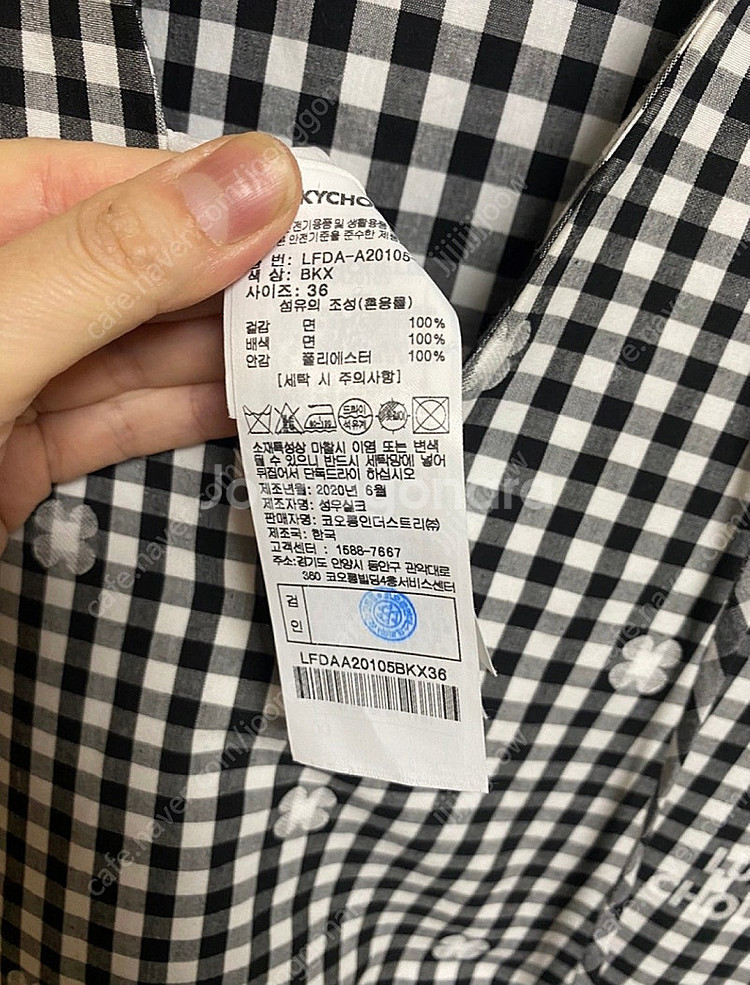 KYCHO
전기용품 및 생활용품
안전기준을 준수한 제품
번: LFDA-A20105
색 상: BKX
사이즈: 36
섬유의 조성(혼용률)
겉감 면 100%
배색 면 100%
안감 폴리에스터 100%
[세탁 시 주의사항]
드라이
석유계
소재특성상 마찰시 이염 또는 변색
될 수 있으니 반드시 세탁망에 넣어
뒤집어서 단독드라이 하십시오
제조년월: 2020년 6월
제조자명: 성우실크
판매자명: 코오롱인더스트리㈜
제조국: 한국
고객센터 : 1588-7667
주소:경기도 안양시 동안구 관악대로
360 코오롱빌딩4층서비스센터
검
인
LFDAA20105BKX36
CHO
Joonggonara